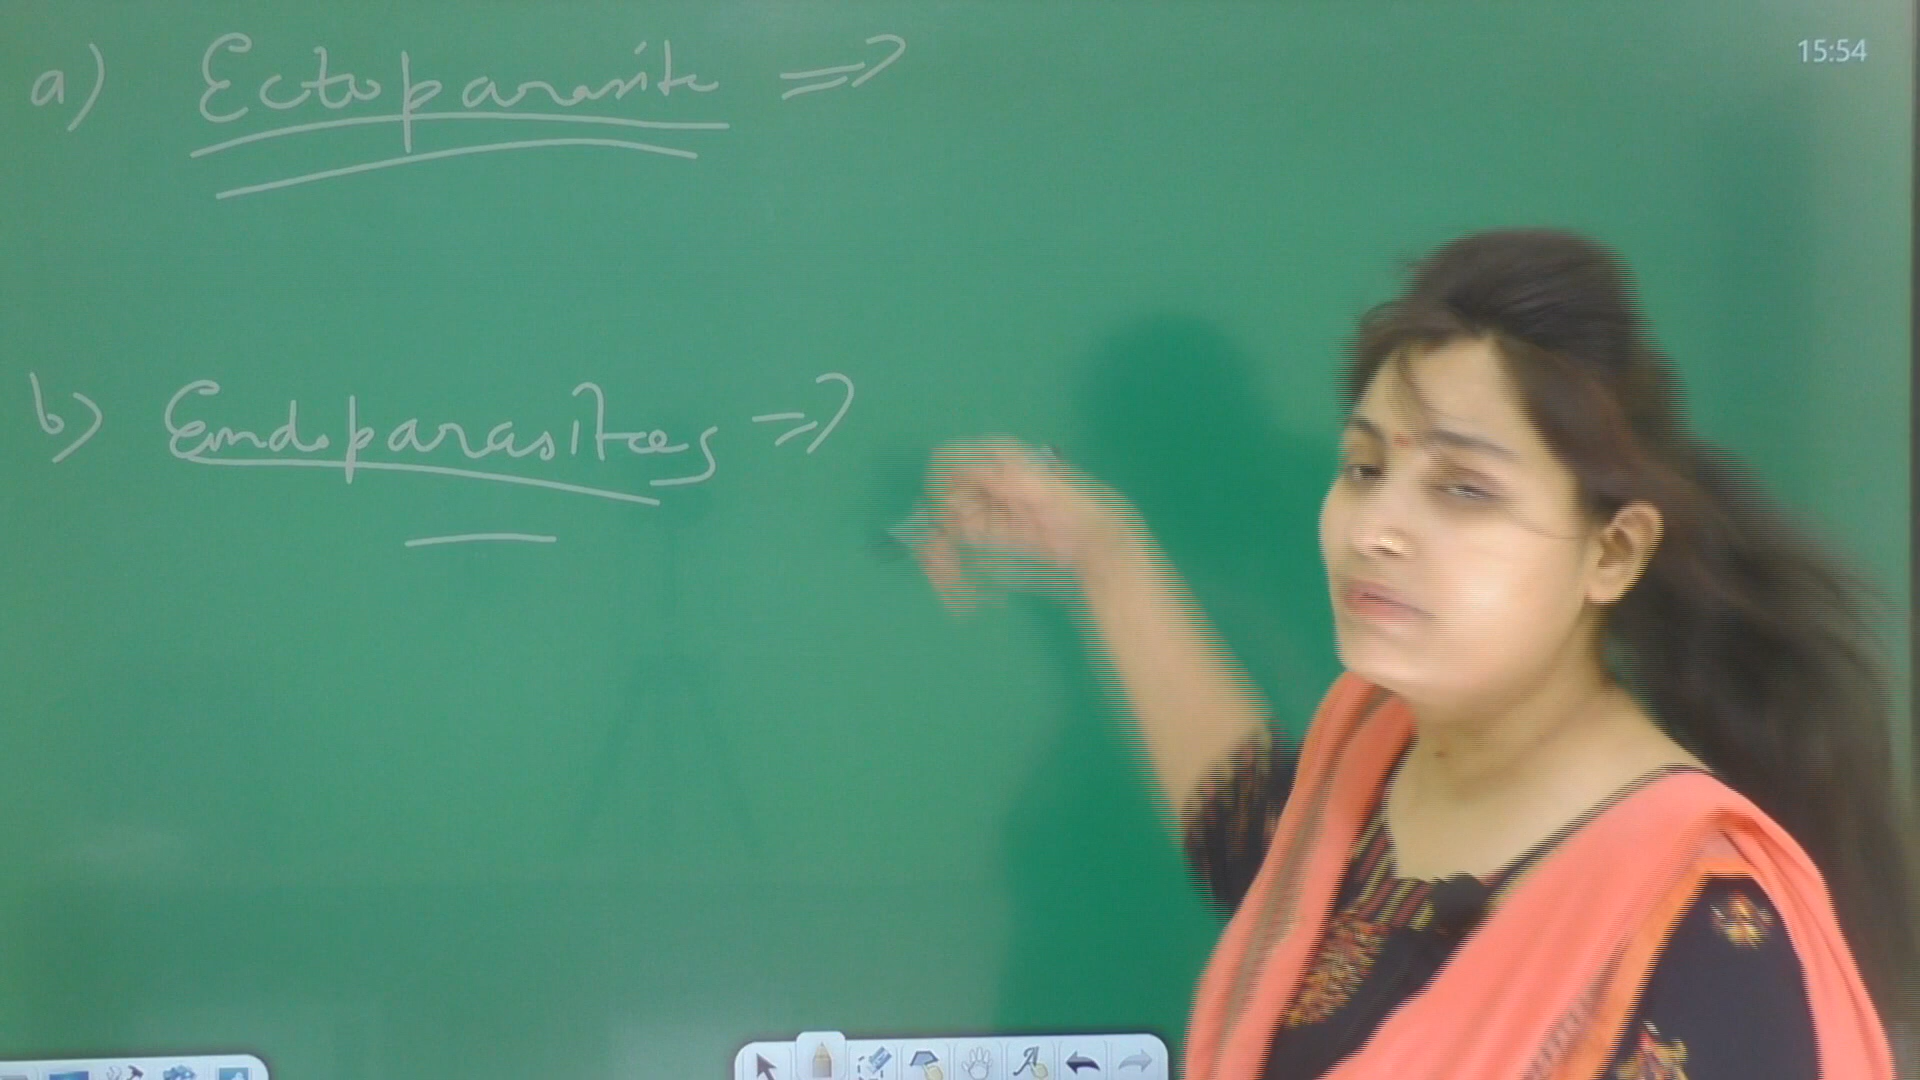 15:54
a) Ectoparasite =>
b) Endoparasites =>